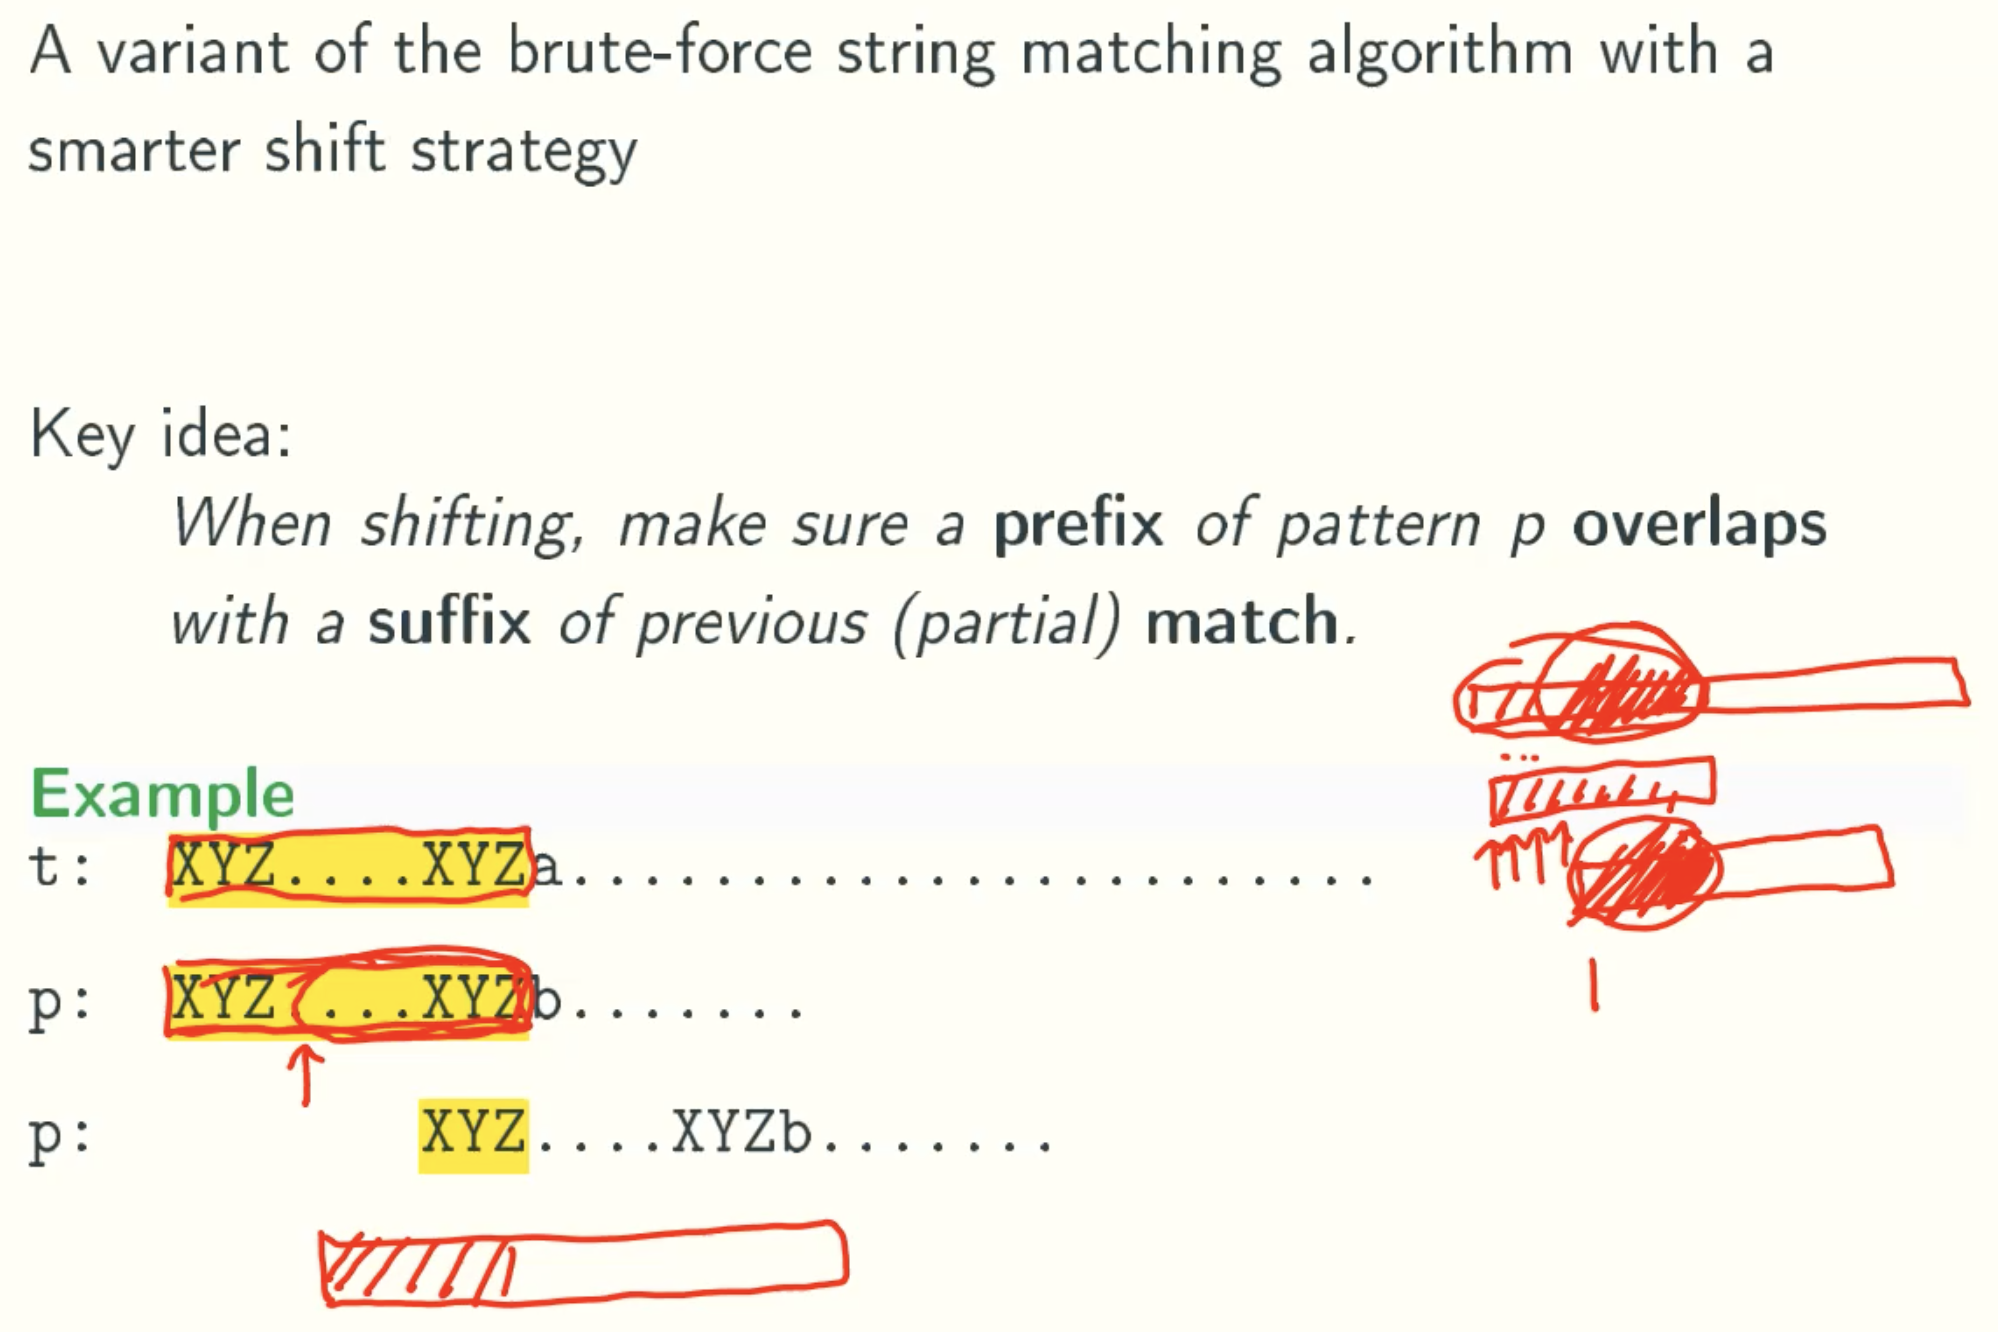 A variant of the brute-force string matching algorithm with a
smarter shift strategy
Key idea:
When shifting, make sure a prefix of pattern p overlaps
with a suffix of previous (partial) match.
Example
t: XYZ....XYZa.......................
p: XYZ....XYZb.......
p: XYZ....XYZb.......